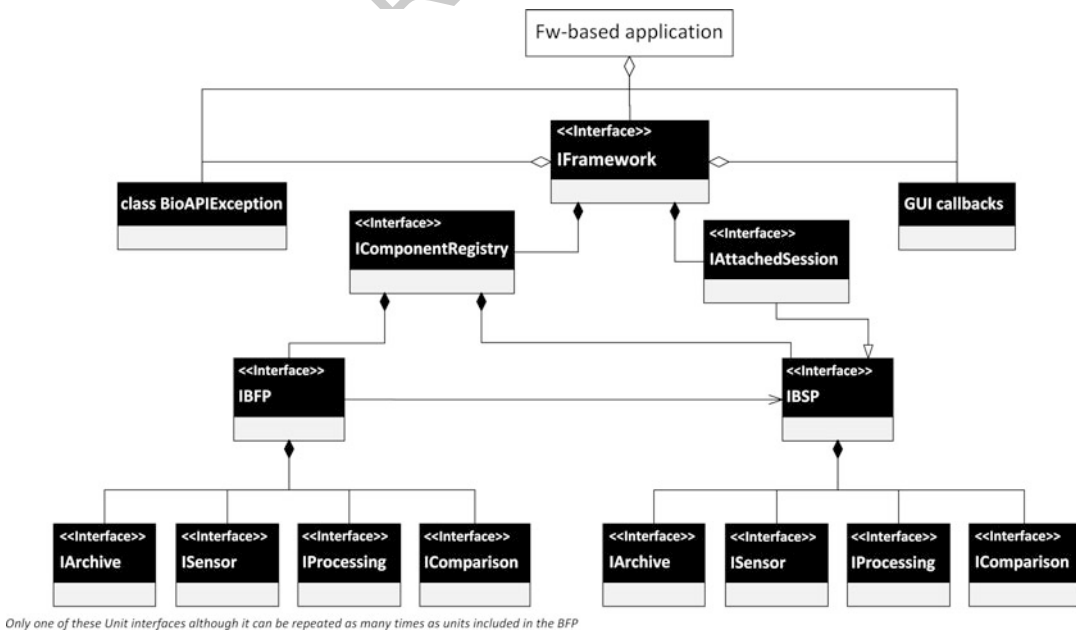 Fw-based application
<<Interface>>
IFramework
class BioAPIException
GUI callbacks
<<Interface>>
IComponentRegistry
<<Interface>>
IAttachedSession
<<Interface>>
IBFP
<<Interface>>
IBSP
<<Interface>>
IArchive
<<Interface>>
ISensor
<<Interface>>
IProcessing
<<Interface>>
IComparison
<<Interface>>
IArchive
<<Interface>>
ISensor
<<Interface>>
IProcessing
<<Interface>>
IComparison
Only one of these Unit interfaces although it can be repeated as many times as units included in the BFP